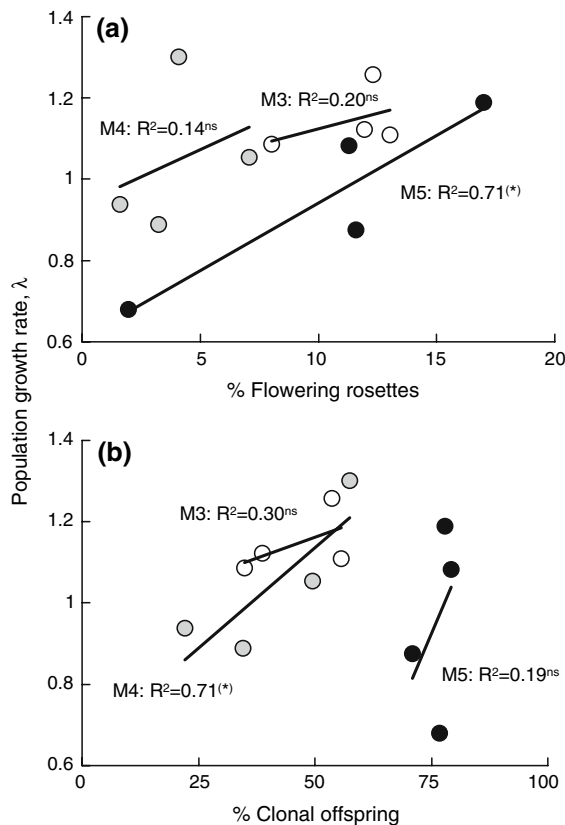 (a)
1.4
1.2
1
0.8
0.6
M4: R²=0.14ns
M3: R²=0.20ns
M5: R²=0.71(*)
0
5
10
15
20
% Flowering rosettes
Population growth rate, λ
(b)
1.4
1.2
1
0.8
0.6
M3: R²=0.30ns
M4: R²=0.71(*)
M5: R²=0.19ns
0
25
50
75
100
% Clonal offspring